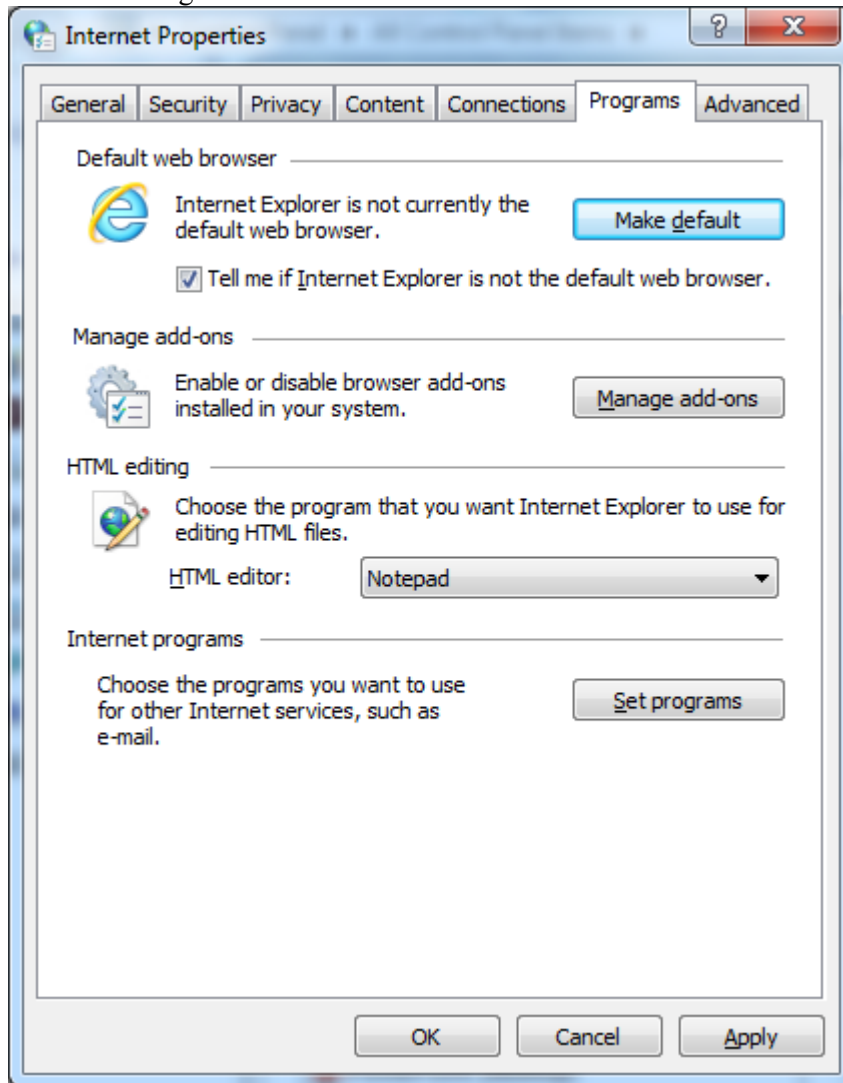 Internet Properties
General Security Privacy Content Connections Programs Advanced
Default web browser
Internet Explorer is not currently the
default web browser.
Make default
Tell me if Internet Explorer is not the default web browser.
Manage add-ons
Enable or disable browser add-ons
installed in your system.
Manage add-ons
HTML editing
Choose the program that you want Internet Explorer to use for
editing HTML files.
HTML editor: Notepad
Internet programs
Choose the programs you want to use
for other Internet services, such as
e-mail.
Set programs
OK Cancel Apply